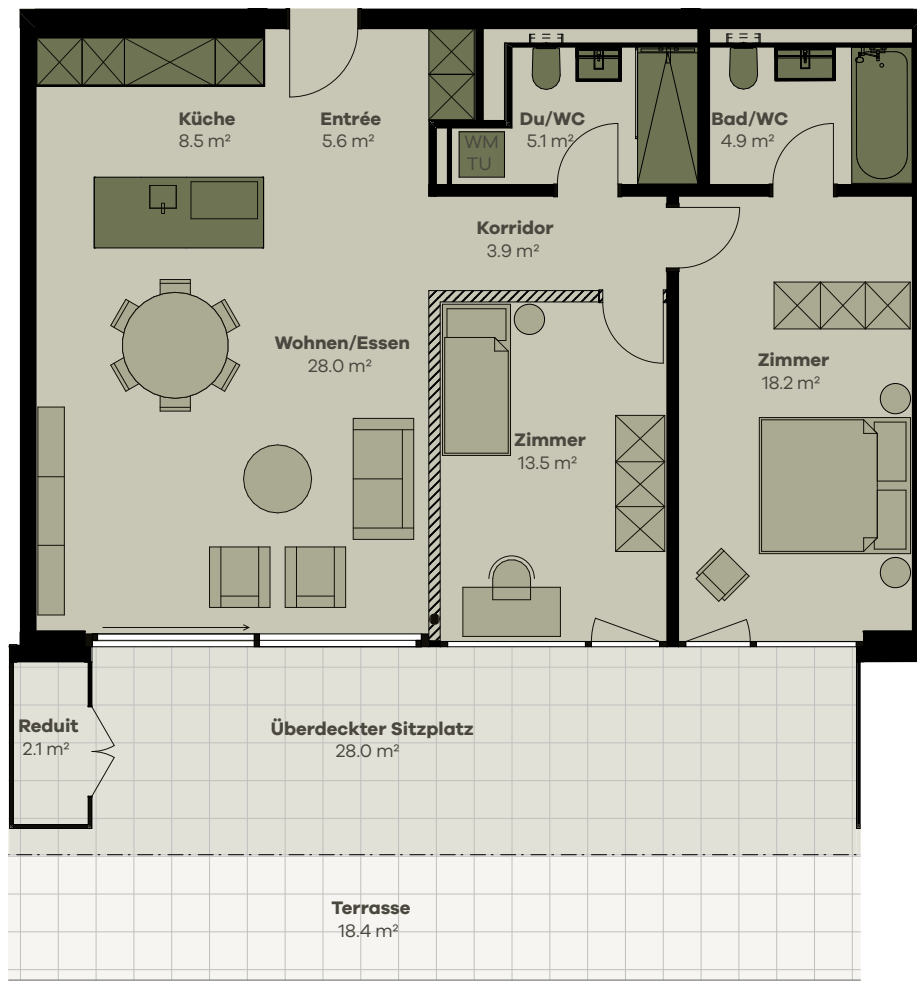 Küche
8.5 m²
Entrée
5.6 m²
Du/WC
5.1 m²
Bad/WC
4.9 m²
WM
TU
Korridor
3.9 m²
Wohnen/Essen
28.0 m²
Zimmer
18.2 m²
Zimmer
13.5 m²
Reduit
2.1 m²
Überdeckter Sitzplatz
28.0 m²
Terrasse
18.4 m²